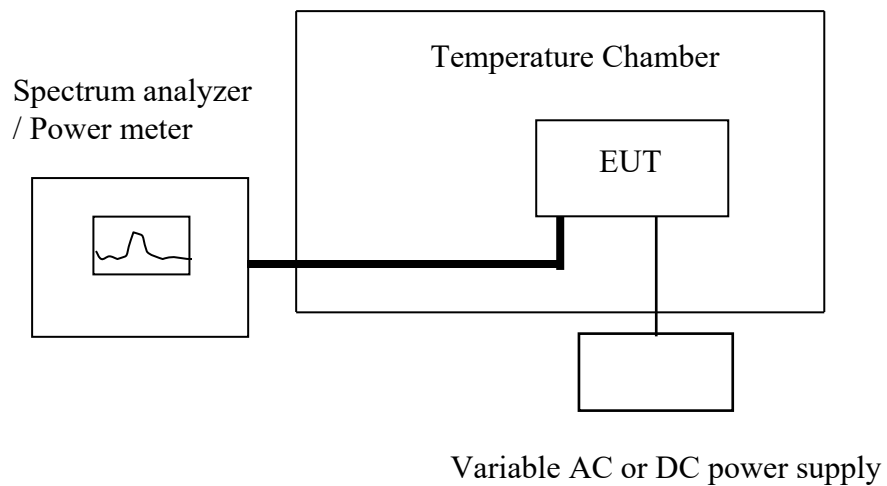 Temperature Chamber
Spectrum analyzer
/ Power meter
EUT
Variable AC or DC power supply